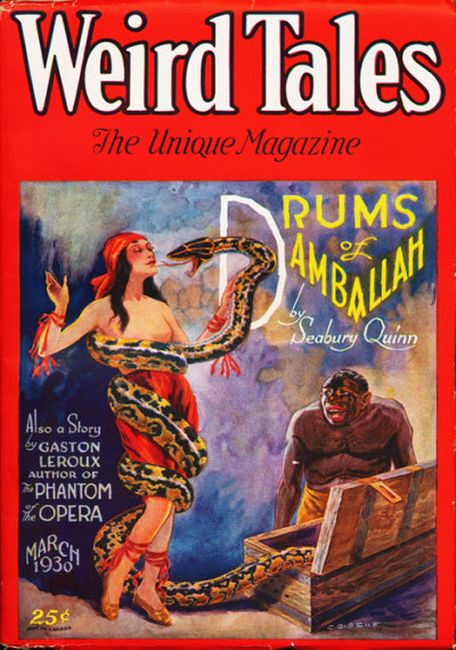 Weird Tales
The Unique Magazine
DRUMS
of
DAMBALLAH
by
Seabury Quinn
Also a Story
by GASTON
LEROUX
AUTHOR OF
The PHANTOM
of the OPERA
MARCH
1930
25¢